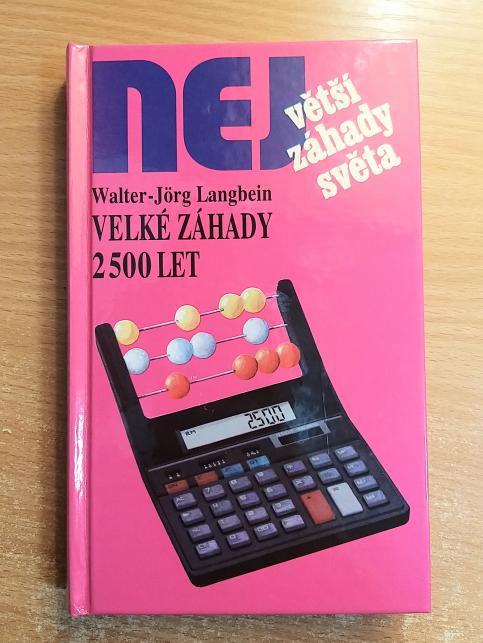 NEJ
větší
záhady
světa
Walter-Jörg Langbein
VELKÉ ZÁHADY
2500 LET
2500